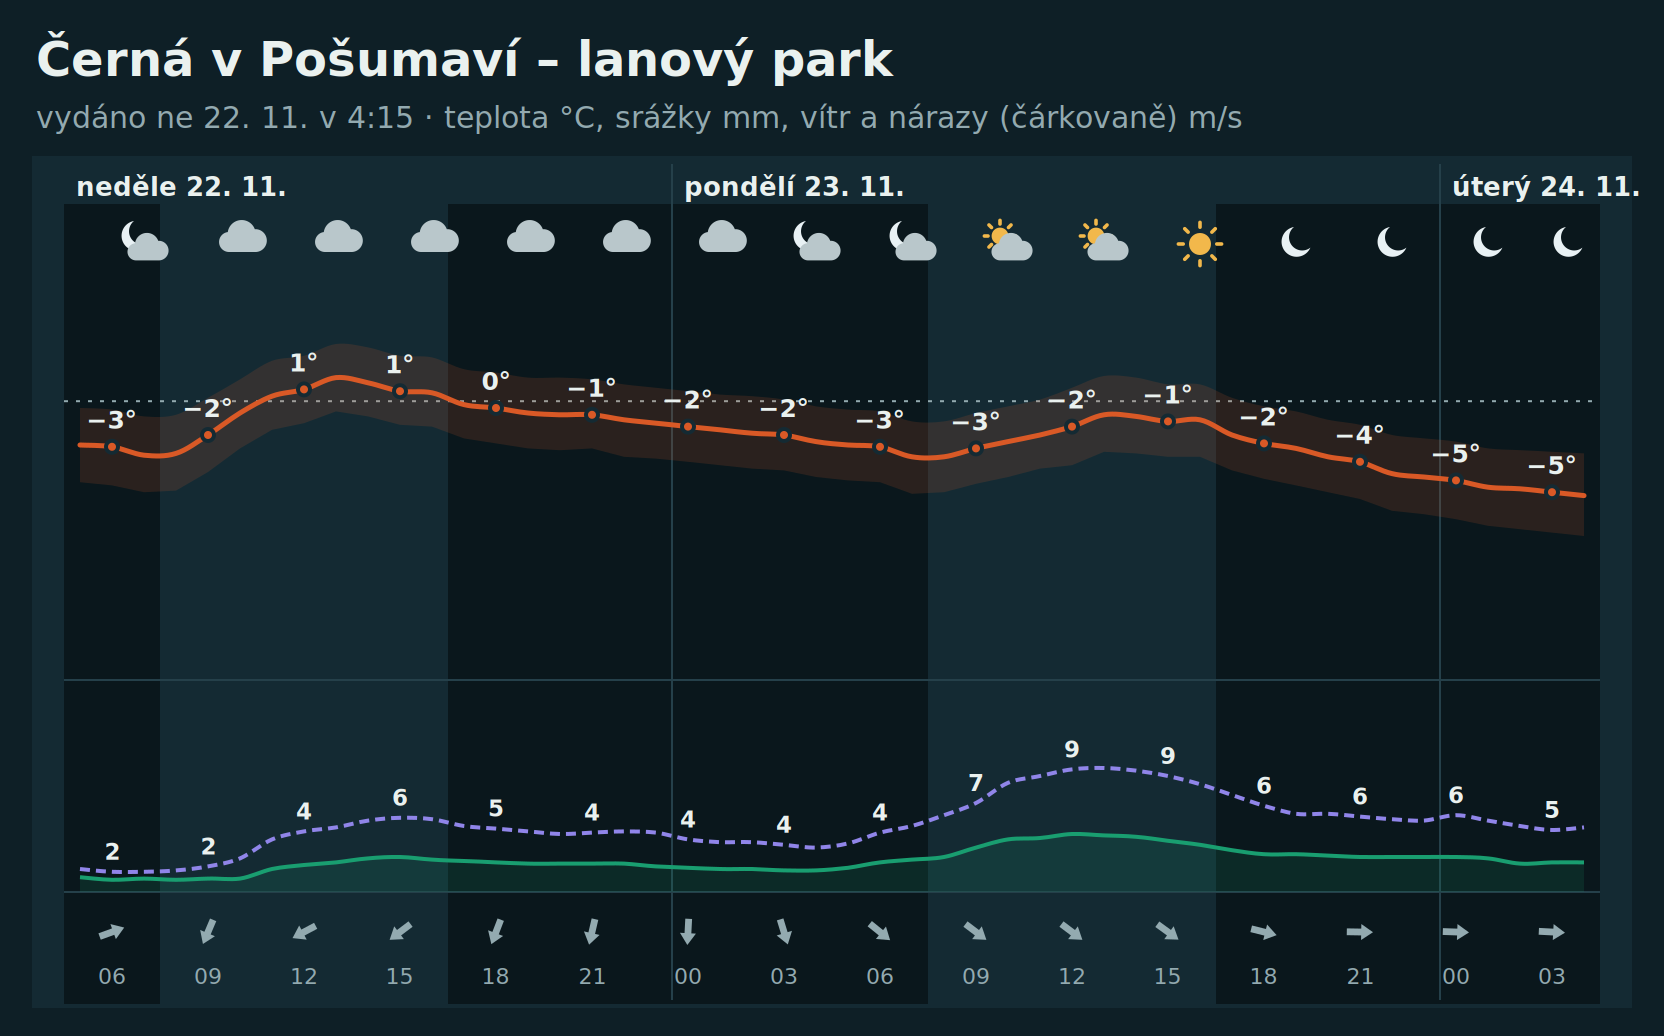 Černá v Pošumaví – lanový park
vydáno ne 22. 11. v 4:15 · teplota °C, srážky mm, vítr a nárazy (čárkovaně) m/s
neděle 22. 11. pondělí 23. 11. úterý 24. 11.
−3° −2° 1° 1° 0° −1° −2° −2° −3° −3° −2° −1° −2° −4° −5° −5°
2 2 4 6 5 4 4 4 4 7 9 9 6 6 6 5
06 09 12 15 18 21 00 03 06 09 12 15 18 21 00 03